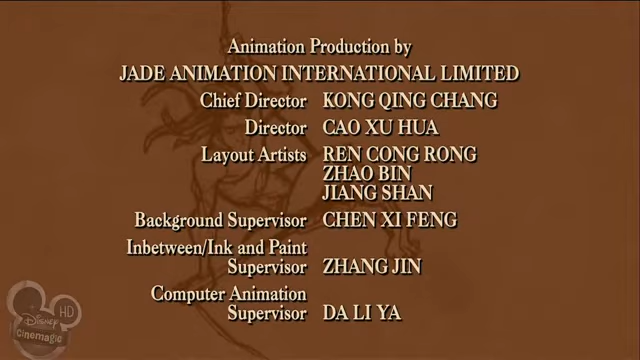 Animation Production by
JADE ANIMATION INTERNATIONAL LIMITED
Chief Director KONG QING CHANG
Director CAO XU HUA
Layout Artists REN CONG RONG
ZHAO BIN
JIANG SHAN
Background Supervisor CHEN XI FENG
Inbetween/Ink and Paint
Supervisor ZHANG JIN
Computer Animation
Supervisor DA LI YA
HD
Disney
Cinemagic